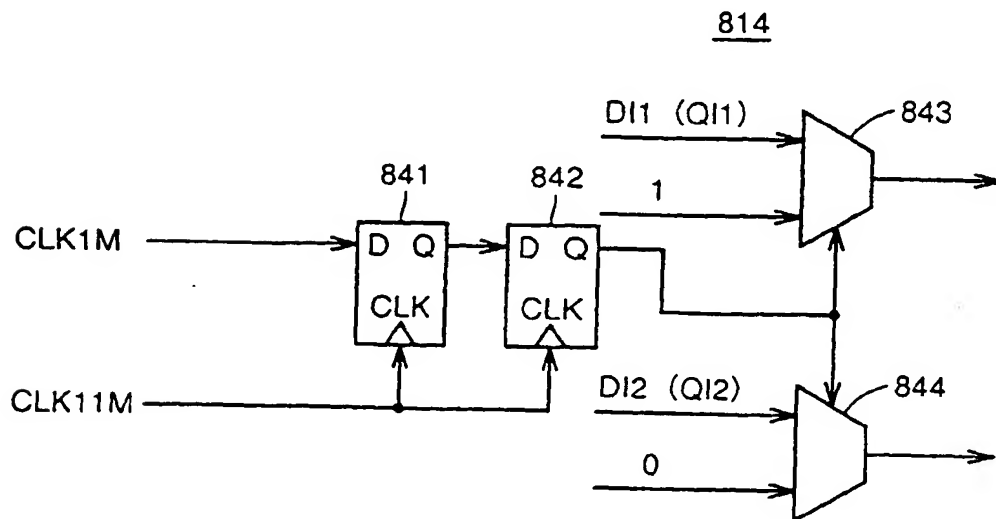 814
DI1 (QI1)
843
1
841
842
CLK1M
D Q
CLK
D Q
CLK
CLK11M
DI2 (QI2)
844
0